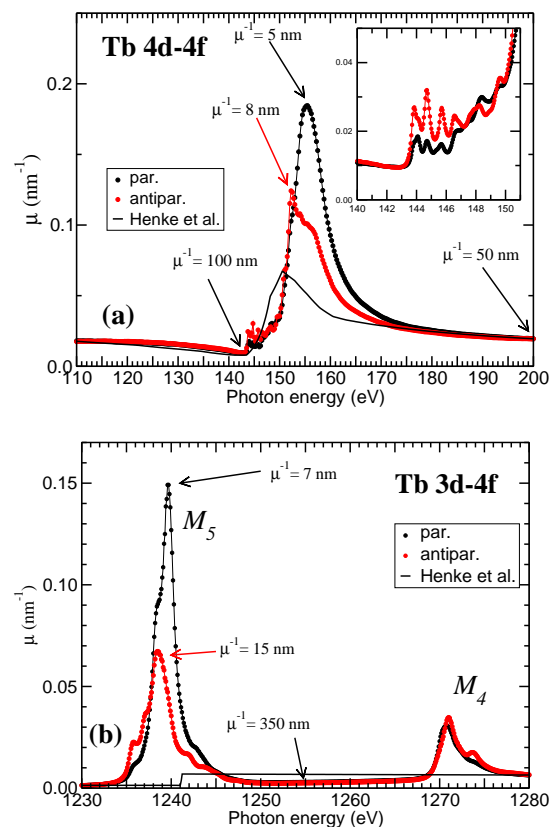 Tb 4d-4f
μ⁻¹= 5 nm
μ⁻¹= 8 nm
par.
antipar.
Henke et al.
μ⁻¹= 100 nm
μ⁻¹= 50 nm
(a)
0.2
0.1
0.0
μ (nm⁻¹)
110 120 130 140 150 160 170 180 190 200
Photon energy (eV)
0.04
0.03
0.02
0.01
0.00
140 142 144 146 148 150
Tb 3d-4f
μ⁻¹= 7 nm
M₅
par.
antipar.
Henke et al.
μ⁻¹= 15 nm
M₄
μ⁻¹= 350 nm
(b)
0.15
0.10
0.05
0.00
μ (nm⁻¹)
1230 1240 1250 1260 1270 1280
Photon energy (eV)